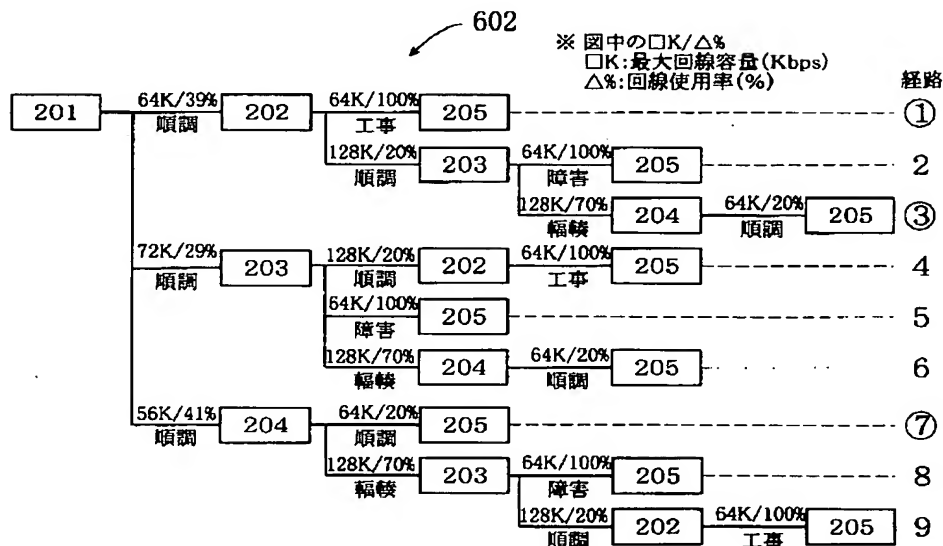 602
※ 図中の□K/△%
□K:最大回線容量(Kbps)
△%:回線使用率(%)
経路
201
64K/39%
順調
202
64K/100%
工事
205
①
128K/20%
順調
203
64K/100%
障害
205
2
128K/70%
輻輳
204
64K/20%
順調
205
③
72K/29%
順調
203
128K/20%
順調
202
64K/100%
工事
205
4
64K/100%
障害
205
5
128K/70%
輻輳
204
64K/20%
順調
205
6
56K/41%
順調
204
64K/20%
順調
205
⑦
128K/70%
輻輳
203
64K/100%
障害
205
8
128K/20%
順調
202
64K/100%
工事
205
9